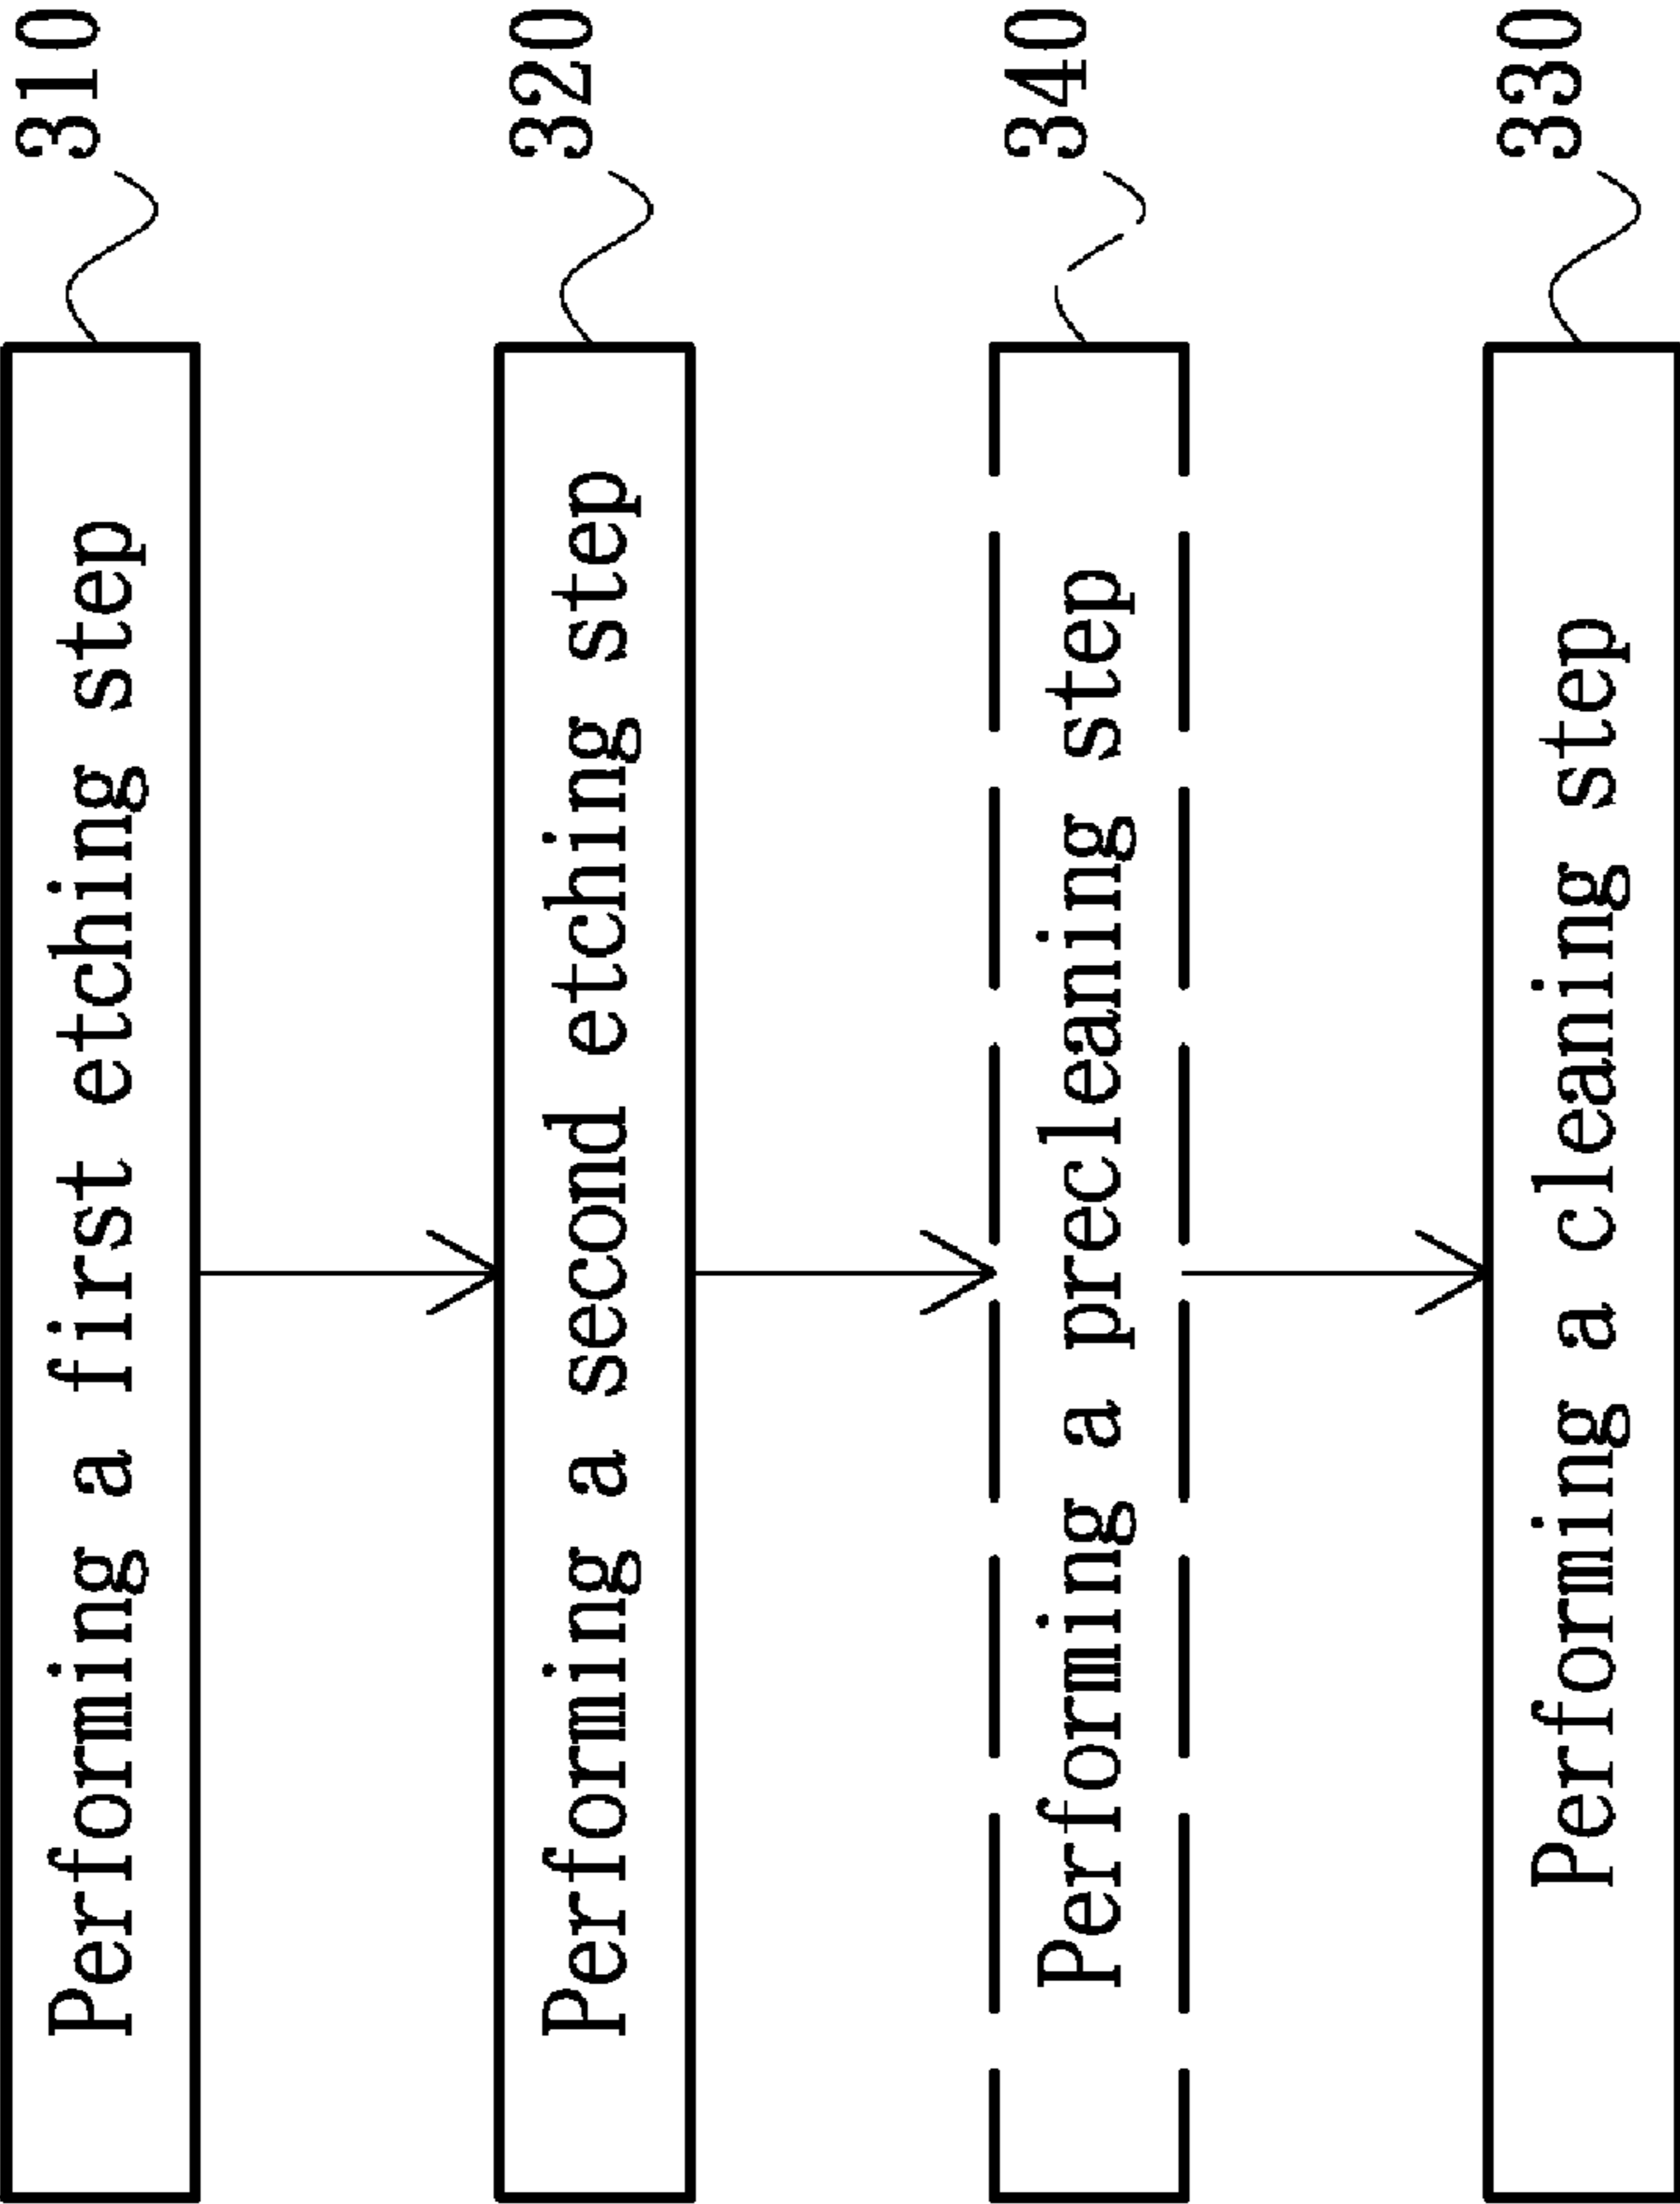 Performing a first etching step
310
Performing a second etching step
320
Performing a precleaning step
340
Performing a cleaning step
330